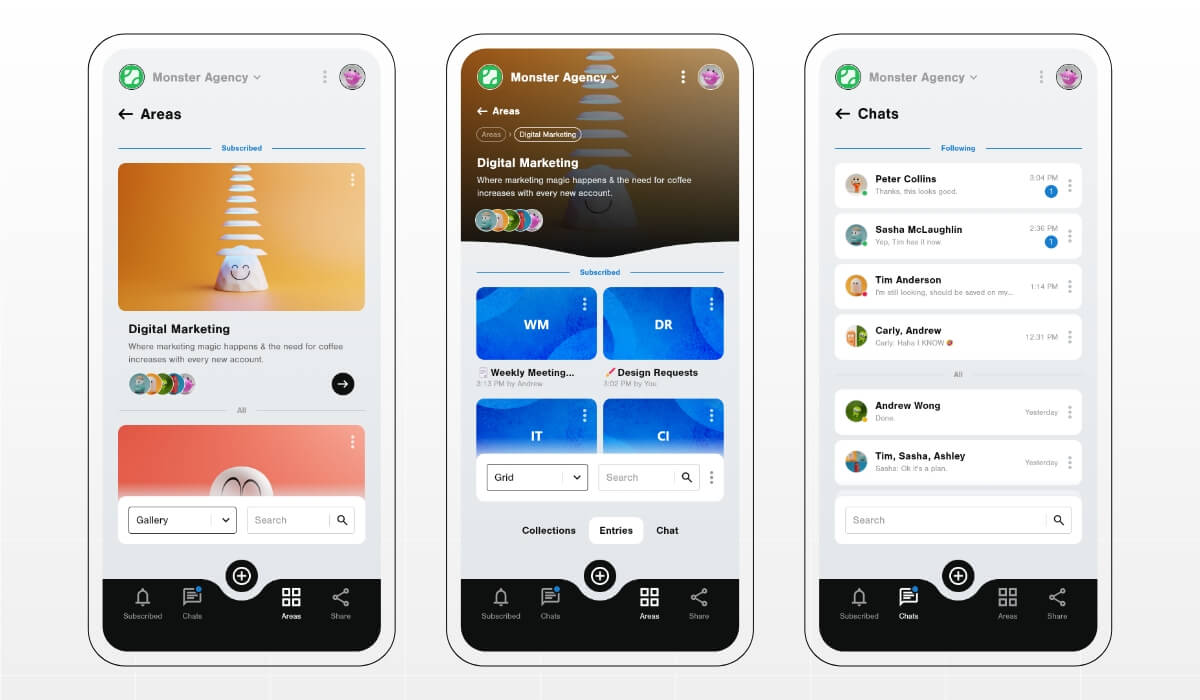 Monster Agency
Areas
Subscribed
Digital Marketing
Where marketing magic happens & the need for coffee
increases with every new account.
All
Gallery
Search
Subscribed
Chats
Areas
Share
Monster Agency
Areas
Areas › Digital Marketing
Digital Marketing
Where marketing magic happens & the need for coffee
increases with every new account.
Subscribed
WM
DR
Weekly Meeting...
3:13 PM by Andrew
Design Requests
3:02 PM by You
IT
CI
Grid
Search
Collections
Entries
Chat
Subscribed
Chats
Areas
Share
Monster Agency
Chats
Following
Peter Collins
3:04 PM
Thanks, this looks good.
1
Sasha McLaughlin
2:36 PM
Yep, Tim has it now.
1
Tim Anderson
1:14 PM
I'm still looking, should be saved on my...
Carly, Andrew
12:31 PM
Carly: Haha I KNOW
All
Andrew Wong
Yesterday
Done.
Tim, Sasha, Ashley
Yesterday
Sasha: Ok it's a plan.
Search
Subscribed
Chats
Areas
Share